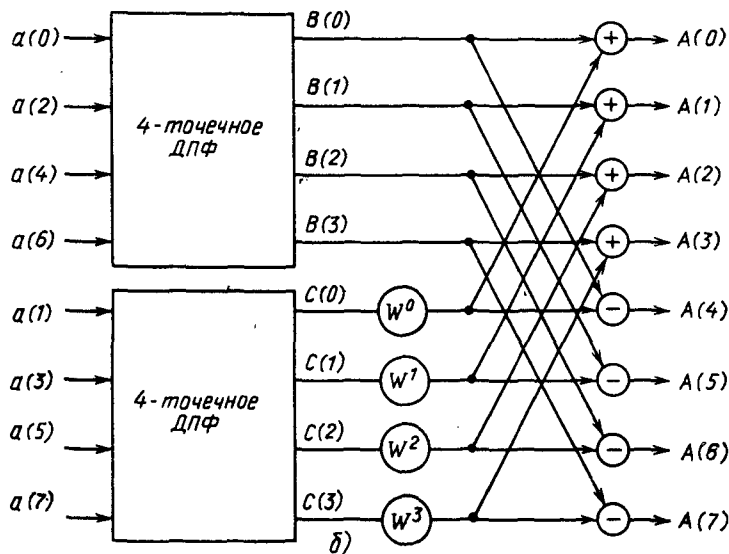 a(0) B(0) + A(0)
a(2) B(1) + A(1)
4-точечное
ДПФ
a(4) B(2) + A(2)
a(6) B(3) + A(3)
a(1) C(0) W⁰ − A(4)
a(3) C(1) W¹ − A(5)
4-точечное
ДПФ
a(5) C(2) W² − A(6)
a(7) C(3) W³ − A(7)
б)